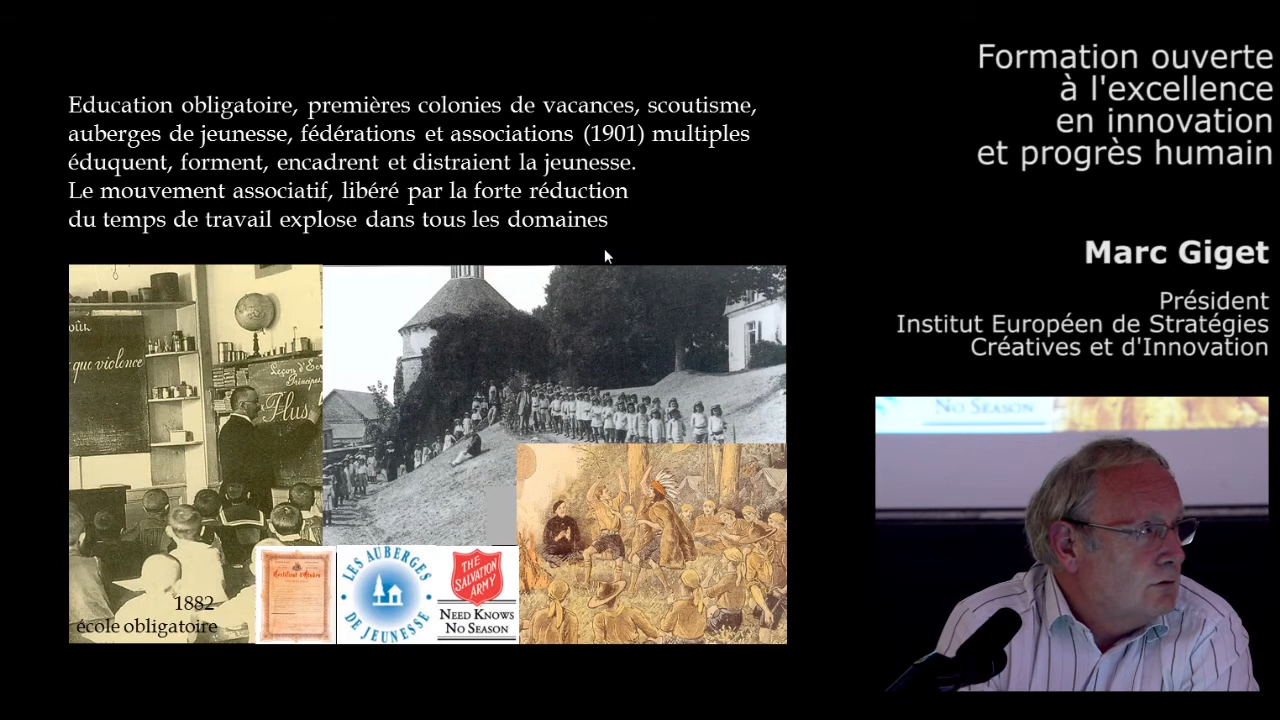 Education obligatoire, premières colonies de vacances, scoutisme,
auberges de jeunesse, fédérations et associations (1901) multiples
éduquent, forment, encadrent et distraient la jeunesse.
Le mouvement associatif, libéré par la forte réduction
du temps de travail explose dans tous les domaines
que violence
Plus
1882
école obligatoire
Certificat d'Études
LES AUBERGES
DE JEUNESSE
THE
SALVATION
ARMY
NEED KNOWS
NO SEASON
Formation ouverte
à l'excellence
en innovation
et progrès humain
Marc Giget
Président
Institut Européen de Stratégies
Créatives et d'Innovation
NO SEASON